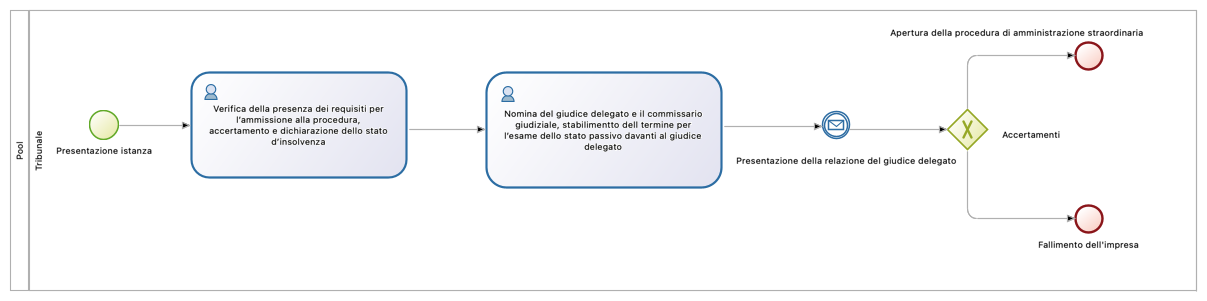 Pool
Tribunale
Presentazione istanza
Verifica della presenza dei requisiti per
l'ammissione alla procedura,
accertamento e dichiarazione dello stato
d'insolvenza
Nomina del giudice delegato e il commissario
giudiziale, stabilimento dell termine per
l'esame dello stato passivo davanti al giudice
delegato
Presentazione della relazione del giudice delegato
Accertamenti
Apertura della procedura di amministrazione straordinaria
Fallimento dell'impresa